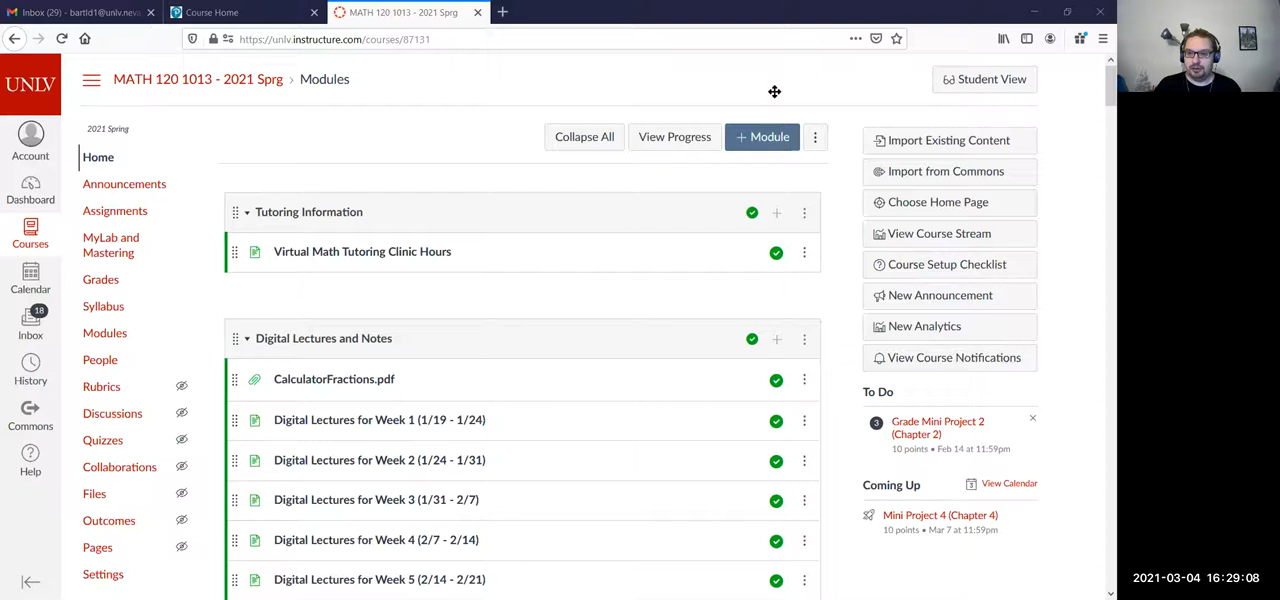 Inbox (29) - bartld1@unlv.neva
Course Home
MATH 120 1013 - 2021 Sprg
https://unlv.instructure.com/courses/87131
UNLV
MATH 120 1013 - 2021 Sprg › Modules
Student View
2021 Spring
Collapse All
View Progress
+ Module
Account
Dashboard
Courses
Calendar
18
Inbox
History
Commons
Help
Home
Announcements
Assignments
MyLab and
Mastering
Grades
Syllabus
Modules
People
Rubrics
Discussions
Quizzes
Collaborations
Files
Outcomes
Pages
Settings
Tutoring Information
Virtual Math Tutoring Clinic Hours
Digital Lectures and Notes
CalculatorFractions.pdf
Digital Lectures for Week 1 (1/19 - 1/24)
Digital Lectures for Week 2 (1/24 - 1/31)
Digital Lectures for Week 3 (1/31 - 2/7)
Digital Lectures for Week 4 (2/7 - 2/14)
Digital Lectures for Week 5 (2/14 - 2/21)
Import Existing Content
Import from Commons
Choose Home Page
View Course Stream
Course Setup Checklist
New Announcement
New Analytics
View Course Notifications
To Do
3
Grade Mini Project 2
(Chapter 2)
10 points • Feb 14 at 11:59pm
Coming Up
View Calendar
Mini Project 4 (Chapter 4)
10 points • Mar 7 at 11:59pm
2021-03-04 16:29:08